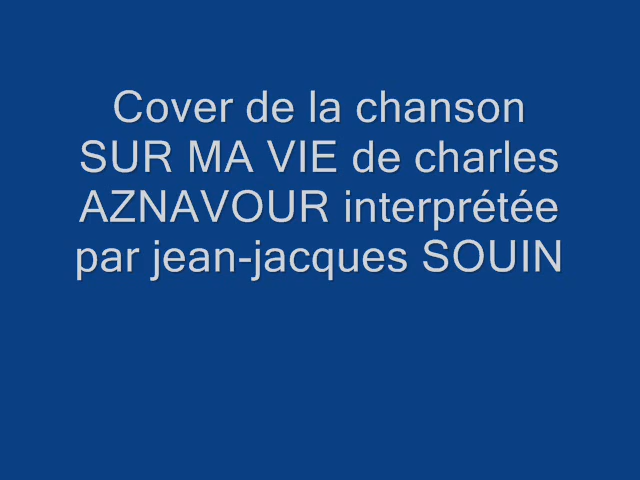 Cover de la chanson
SUR MA VIE de charles
AZNAVOUR interprétée
par jean-jacques SOUIN